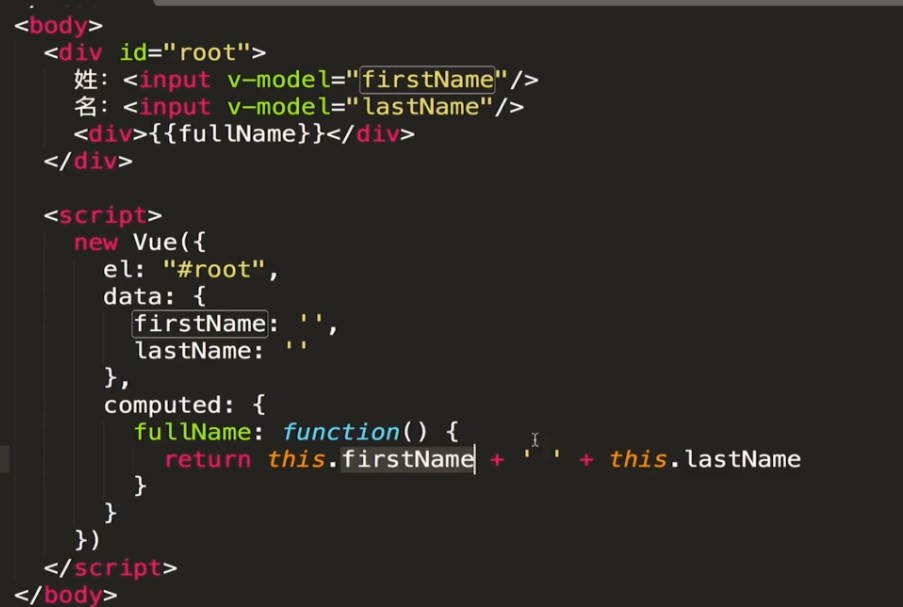 <body>
<div id="root">
姓: <input v-model="firstName"/>
名: <input v-model="lastName"/>
<div>{{fullName}}</div>
</div>
<script>
new Vue({
el: "#root",
data: {
firstName: '',
lastName: ''
},
computed: {
fullName: function() {
return this.firstName + ' ' + this.lastName
}
}
})
</script>
</body>